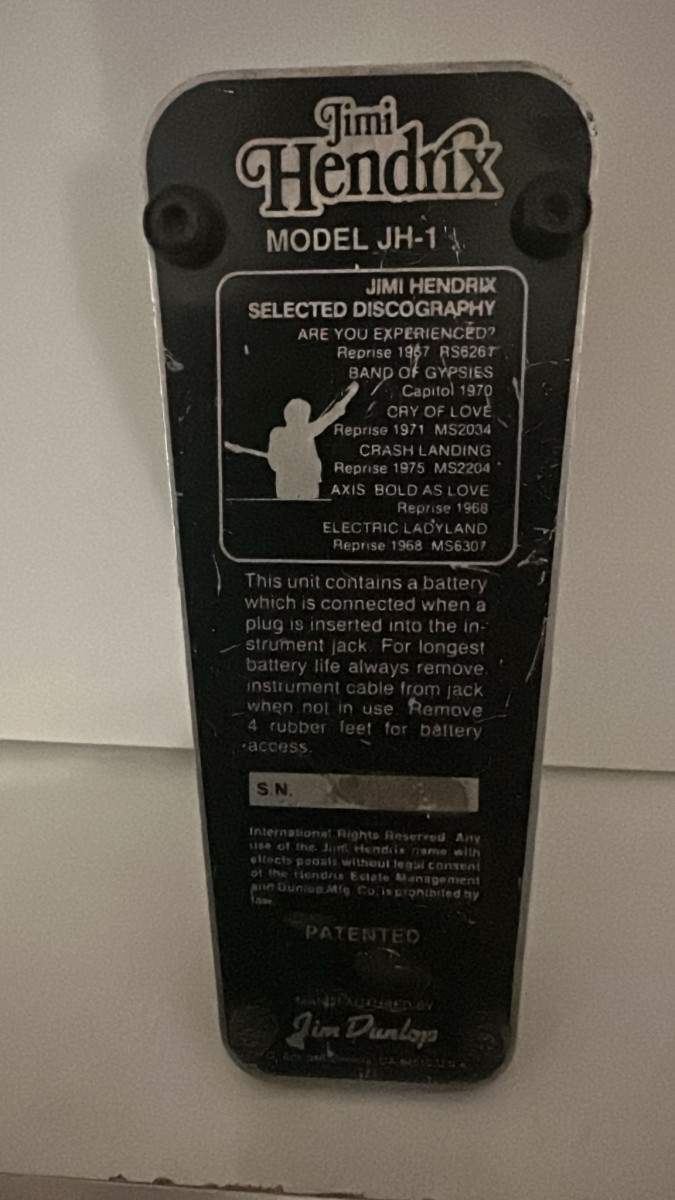 Jimi
Hendrix
MODEL JH-1
JIMI HENDRIX
SELECTED DISCOGRAPHY
ARE YOU EXPERIENCED?
Reprise 1967 RS6267
BAND OF GYPSIES
Capitol 1970
CRY OF LOVE
Reprise 1971 MS2034
CRASH LANDING
Reprise 1975 MS2204
AXIS BOLD AS LOVE
Reprise 1968
ELECTRIC LADYLAND
Reprise 1968 MS6307
This unit contains a battery
which is connected when a
plug is inserted into the in-
strument jack. For longest
battery life always remove
instrument cable from jack
when not in use. Remove
4 rubber feet for battery
access.
S.N.
International Rights Reserved. Any
use of the Jimi Hendrix name with
effects pedals without legal consent
of the Hendrix Estate Management
and Dunlop Mfg. Co. is prohibited by
law.
PATENTED
MANUFACTURED BY
Jim Dunlop
U.S.A.